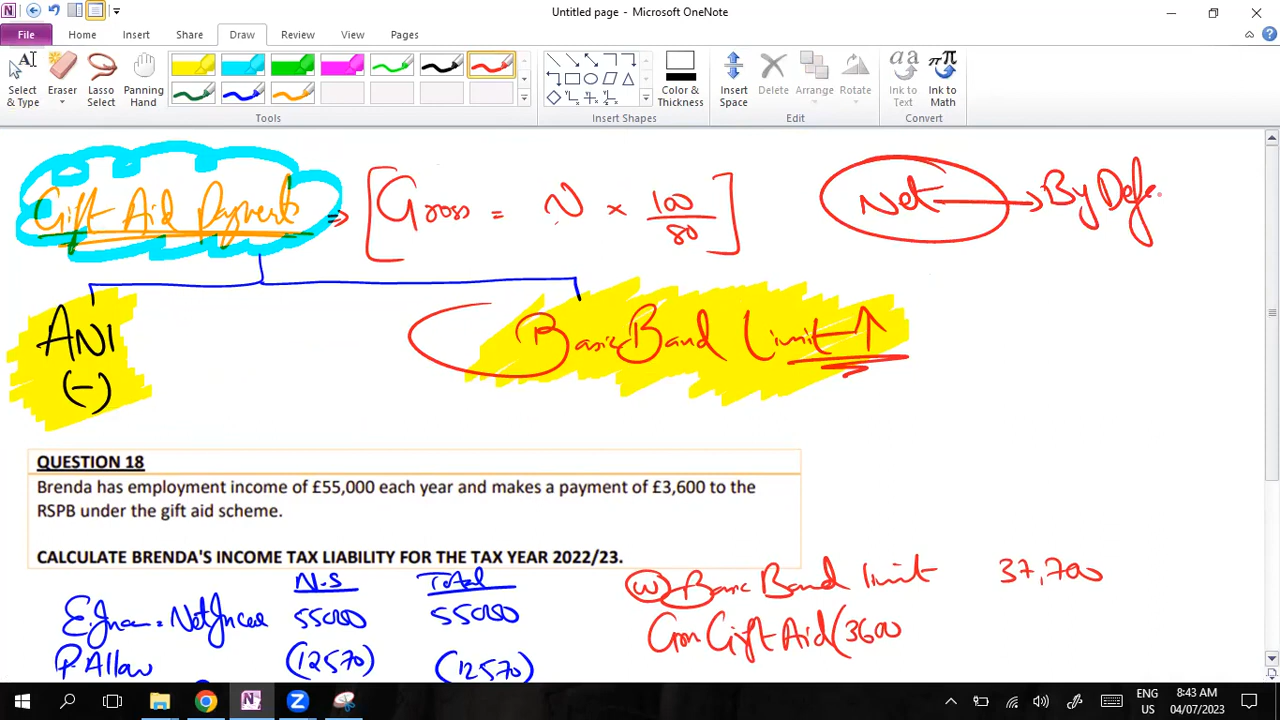 Untitled page - Microsoft OneNote
File Home Insert Share Draw Review View Pages
Select & Type
Eraser
Lasso Select
Panning Hand
Color & Thickness
Insert Space
Delete
Arrange
Rotate
Ink to Text
Ink to Math
Tools
Insert Shapes
Edit
Convert
Gift Aid Payments ⇒ [Gross = N × 100/80]
Net → By Defa
ANI
(-)
Basic Band Limit ↑
QUESTION 18
Brenda has employment income of £55,000 each year and makes a payment of £3,600 to the
RSPB under the gift aid scheme.
CALCULATE BRENDA'S INCOME TAX LIABILITY FOR THE TAX YEAR 2022/23.
N.S Total
= Net 55000 55000
P. Allow (12570) (12570)
(W) Basic Band limit 37,700
Gift Aid (3600
ENG
US
8:43 AM
04/07/2023